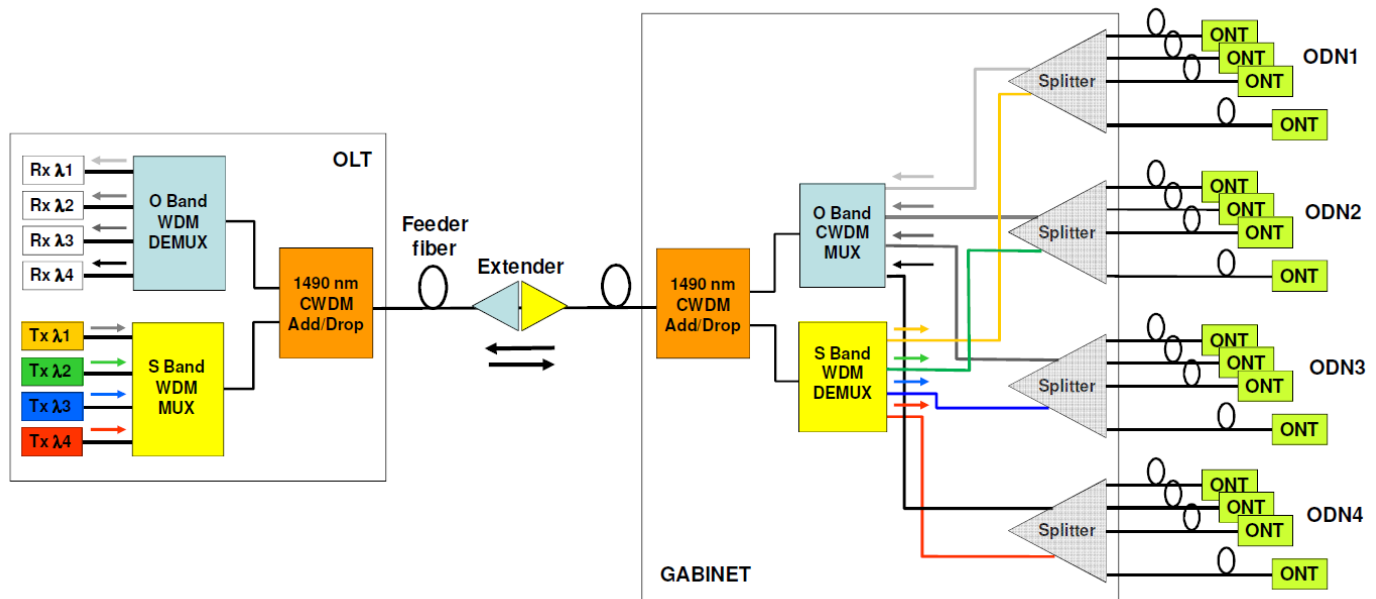 OLT
Rx λ1
Rx λ2
Rx λ3
Rx λ4
O Band
WDM
DEMUX
Tx λ1
Tx λ2
Tx λ3
Tx λ4
S Band
WDM
MUX
1490 nm
CWDM
Add/Drop
Feeder
fiber
Extender
GABINET
1490 nm
CWDM
Add/Drop
O Band
CWDM
MUX
S Band
WDM
DEMUX
Splitter
ONT
ONT
ONT
ONT
ODN1
Splitter
ONT
ONT
ONT
ONT
ODN2
Splitter
ONT
ONT
ONT
ONT
ODN3
Splitter
ONT
ONT
ONT
ONT
ODN4